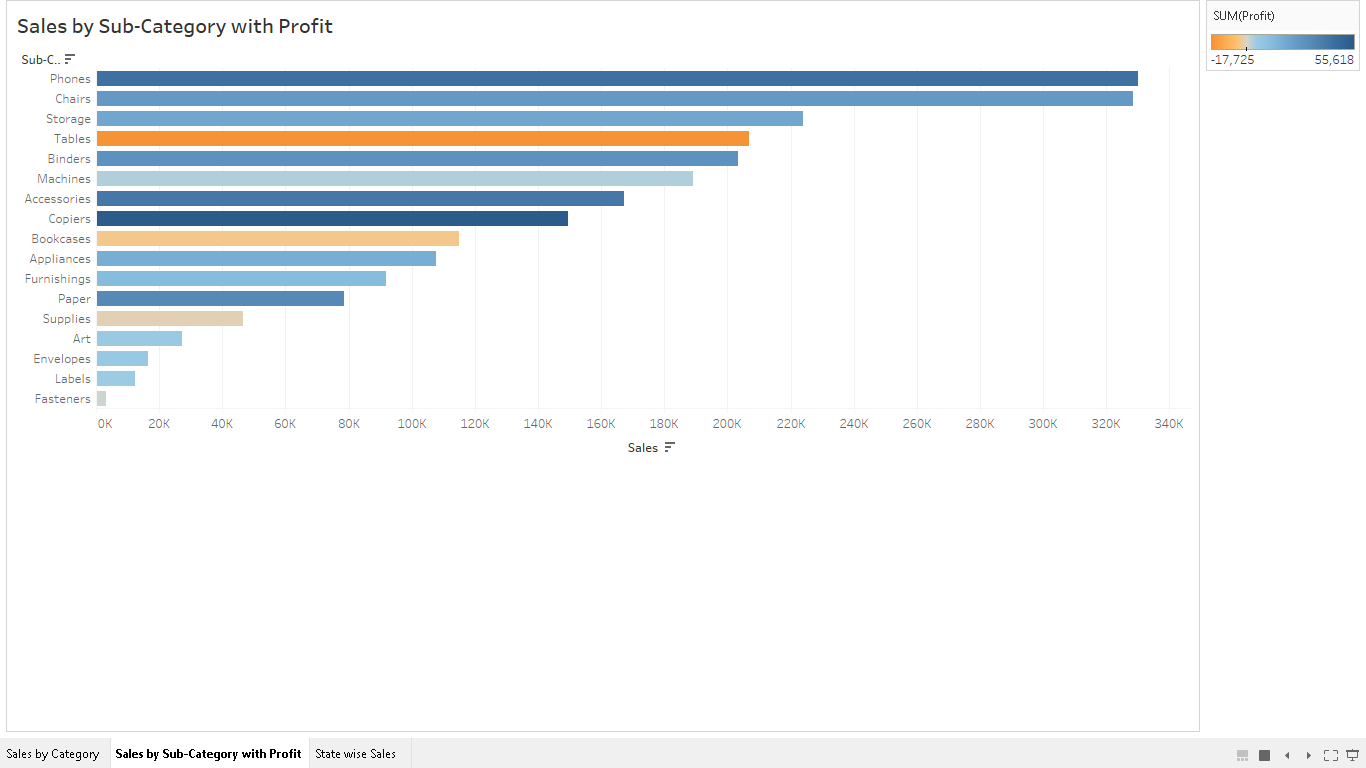 Sales by Sub-Category with Profit
Sub-C..
Phones
Chairs
Storage
Tables
Binders
Machines
Accessories
Copiers
Bookcases
Appliances
Furnishings
Paper
Supplies
Art
Envelopes
Labels
Fasteners
0K 20K 40K 60K 80K 100K 120K 140K 160K 180K 200K 220K 240K 260K 280K 300K 320K 340K
Sales
SUM(Profit)
-17,725 55,618
Sales by Category Sales by Sub-Category with Profit State wise Sales